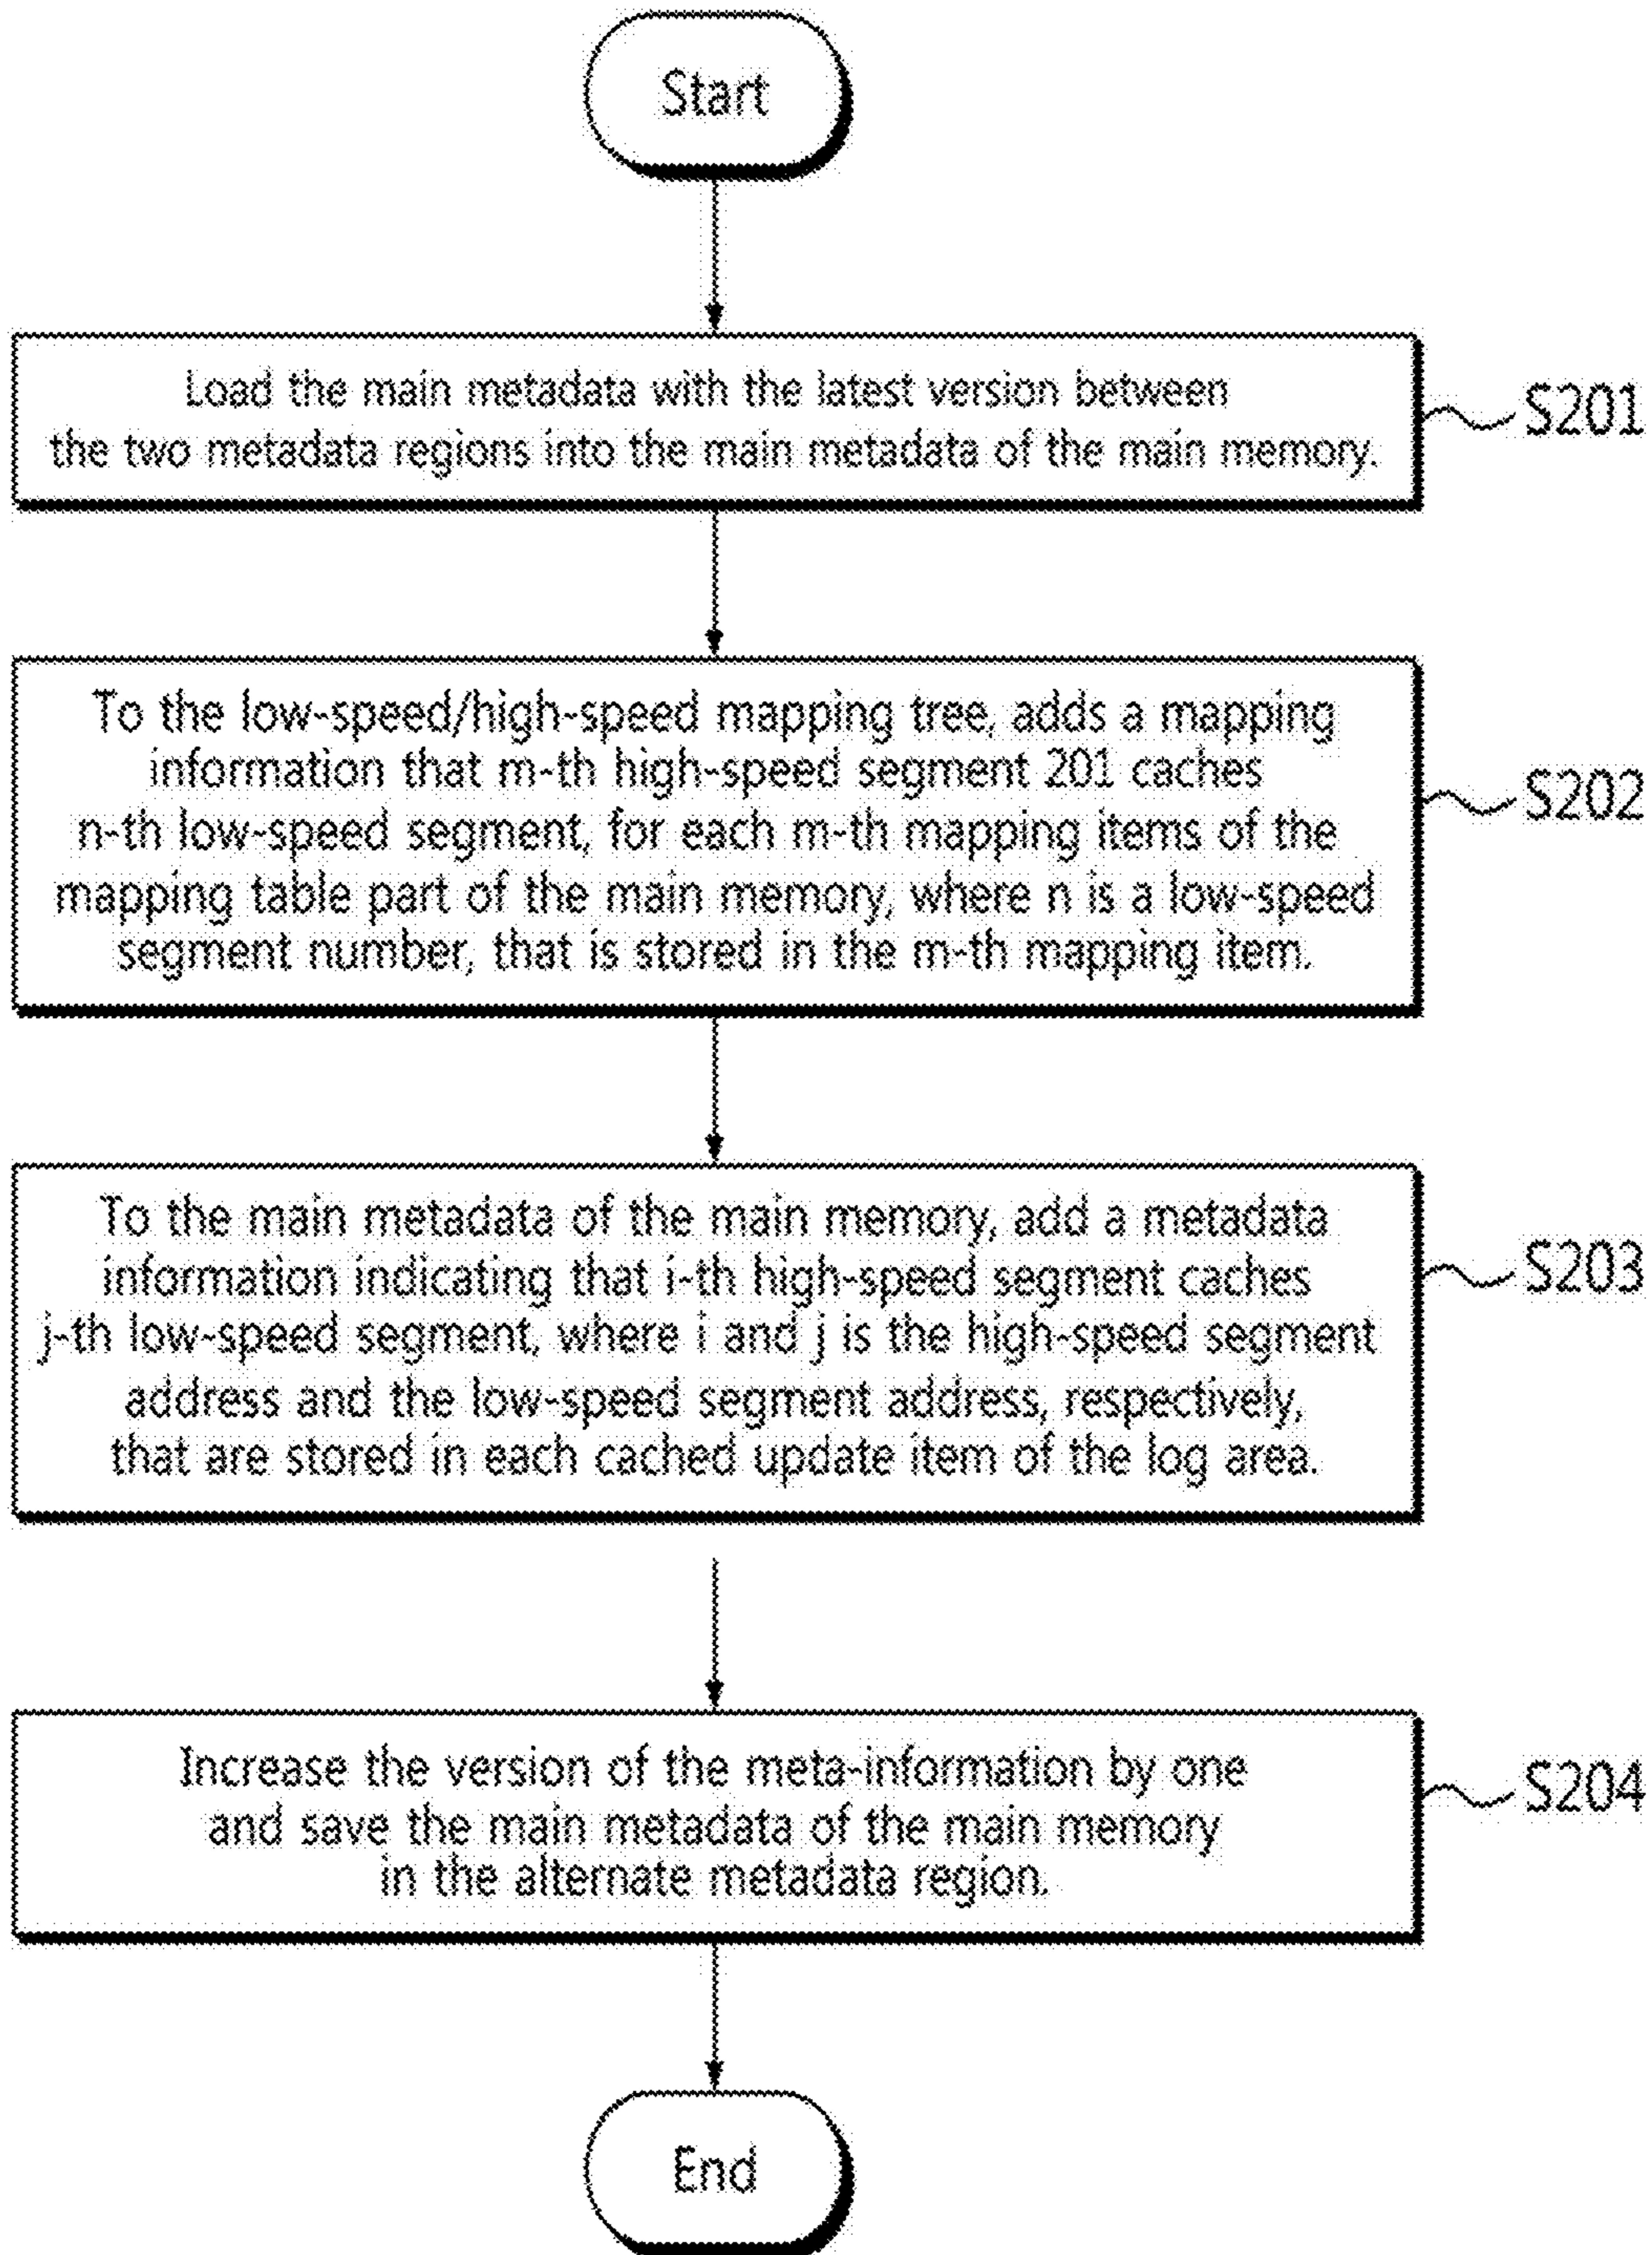 Start
Load the main metadata with the latest version between
the two metadata regions into the main metadata of the main memory.
S201
To the low-speed/high-speed mapping tree, adds a mapping
information that m-th high-speed segment 201 caches
n-th low-speed segment, for each m-th mapping items of the
mapping table part of the main memory, where n is a low-speed
segment number, that is stored in the m-th mapping item.
S202
To the main metadata of the main memory, add a metadata
information indicating that i-th high-speed segment caches
j-th low-speed segment, where i and j is the high-speed segment
address and the low-speed segment address, respectively,
that are stored in each cached update item of the log area.
S203
Increase the version of the meta-information by one
and save the main metadata of the main memory
in the alternate metadata region.
S204
End